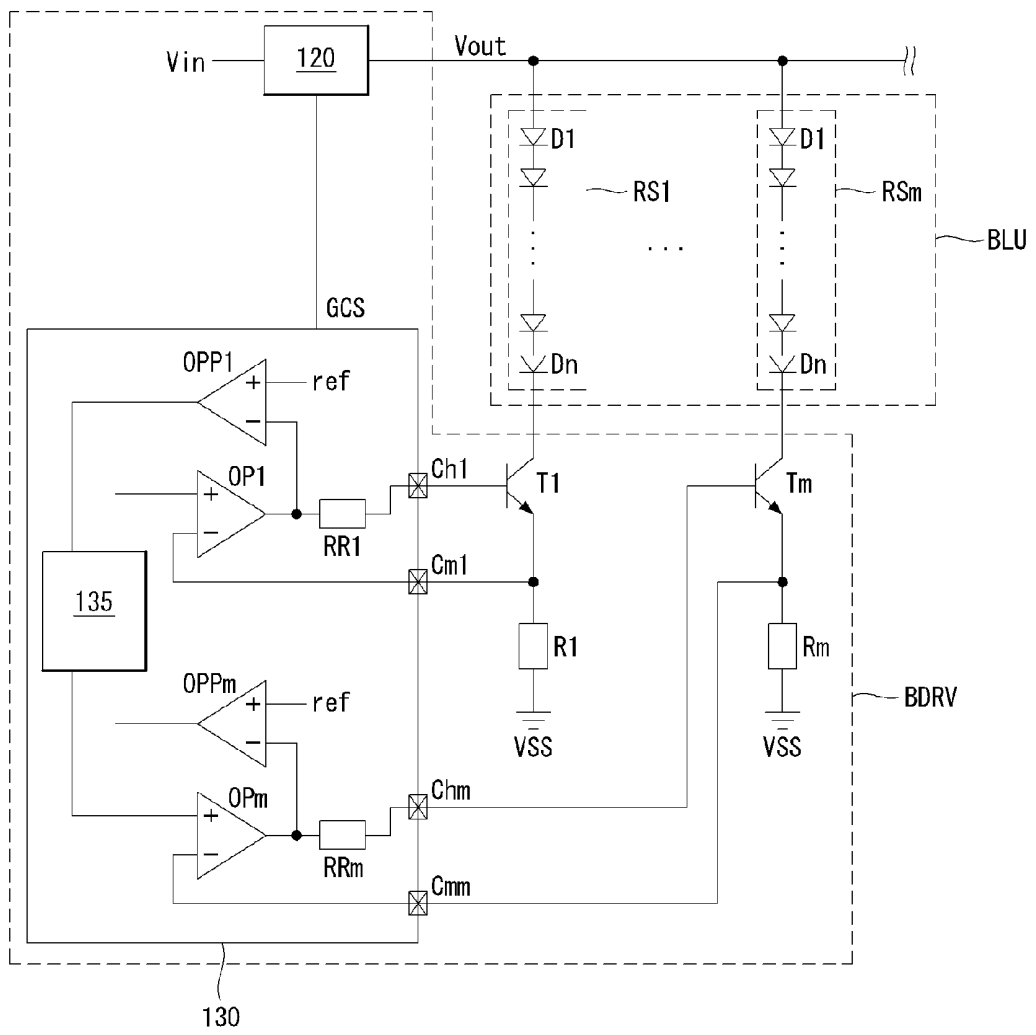 Vin
120
Vout
D1
D1
RS1
RSm
...
BLU
GCS
Dn
Dn
OPP1
+
ref
−
Ch1
OP1
+
−
T1
Tm
RR1
Cm1
135
R1
Rm
OPPm
+
ref
−
BDRV
VSS
VSS
Chm
OPm
+
−
RRm
Cmm
130